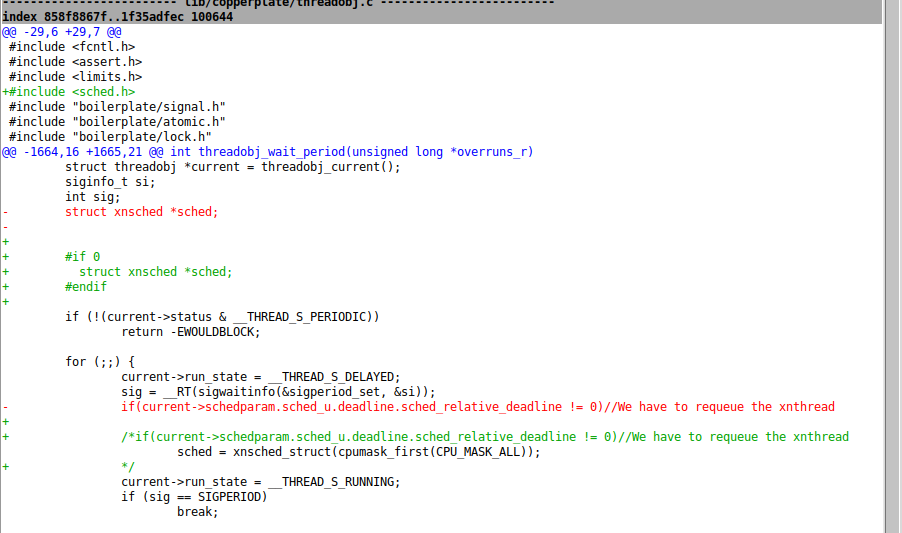 ------------------------- lib/copperplate/threadobj.c -------------------------
index 858f8867f..1f35adfec 100644
@@ -29,6 +29,7 @@
 #include <fcntl.h>
 #include <assert.h>
 #include <limits.h>
+#include <sched.h>
 #include "boilerplate/signal.h"
 #include "boilerplate/atomic.h"
 #include "boilerplate/lock.h"
@@ -1664,16 +1665,21 @@ int threadobj_wait_period(unsigned long *overruns_r)
        struct threadobj *current = threadobj_current();
        siginfo_t si;
        int sig;
-       struct xnsched *sched;
-
+
+       #if 0
+         struct xnsched *sched;
+       #endif
+
        if (!(current->status & __THREAD_S_PERIODIC))
                return -EWOULDBLOCK;

        for (;;) {
                current->run_state = __THREAD_S_DELAYED;
                sig = __RT(sigwaitinfo(&sigperiod_set, &si));
-               if(current->schedparam.sched_u.deadline.sched_relative_deadline != 0)//We have to requeue the xnthread
+
+               /*if(current->schedparam.sched_u.deadline.sched_relative_deadline != 0)//We have to requeue the xnthread
                        sched = xnsched_struct(cpumask_first(CPU_MASK_ALL));
+               */
                current->run_state = __THREAD_S_RUNNING;
                if (sig == SIGPERIOD)
                        break;